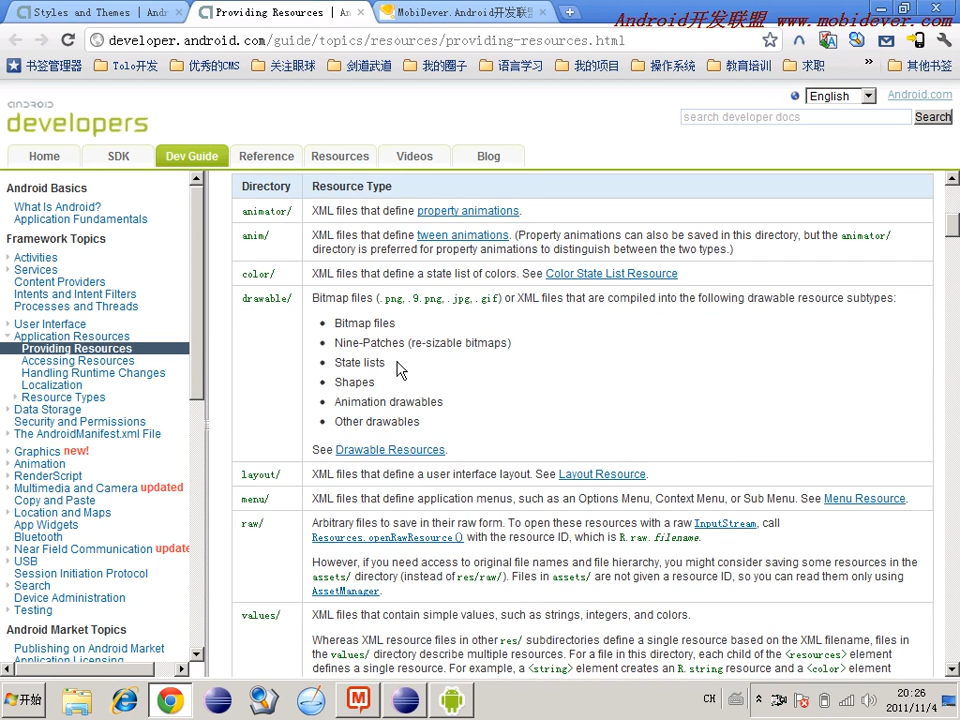 Styles and Themes | Andr
Providing Resources | An
MobiDever.Android开发联盟
Android开发联盟 www.mobidever.com
developer.android.com/guide/topics/resources/providing-resources.html
书签管理器 Tolo开发 优秀的CMS 关注眼球 剑道武道 我的圈子 语言学习 我的项目 操作系统 教育培训 求职 » 其他书签
English Android.com
android
developers
search developer docs Search
Home SDK Dev Guide Reference Resources Videos Blog
Android Basics
What Is Android?
Application Fundamentals
Framework Topics
Activities
Services
Content Providers
Intents and Intent Filters
Processes and Threads
User Interface
Application Resources
Providing Resources
Accessing Resources
Handling Runtime Changes
Localization
Resource Types
Data Storage
Security and Permissions
The AndroidManifest.xml File
Graphics new!
Animation
RenderScript
Multimedia and Camera updated
Copy and Paste
Location and Maps
App Widgets
Bluetooth
Near Field Communication update
USB
Session Initiation Protocol
Search
Device Administration
Testing
Android Market Topics
Publishing on Android Market
Application Licensing
Directory Resource Type
animator/ XML files that define property animations.
anim/ XML files that define tween animations. (Property animations can also be saved in this directory, but the animator/
directory is preferred for property animations to distinguish between the two types.)
color/ XML files that define a state list of colors. See Color State List Resource
drawable/ Bitmap files (.png, .9.png, .jpg, .gif) or XML files that are compiled into the following drawable resource subtypes:
• Bitmap files
• Nine-Patches (re-sizable bitmaps)
• State lists
• Shapes
• Animation drawables
• Other drawables
See Drawable Resources.
layout/ XML files that define a user interface layout. See Layout Resource.
menu/ XML files that define application menus, such as an Options Menu, Context Menu, or Sub Menu. See Menu Resource.
raw/ Arbitrary files to save in their raw form. To open these resources with a raw InputStream, call
Resources.openRawResource() with the resource ID, which is R.raw.filename.
However, if you need access to original file names and file hierarchy, you might consider saving some resources in the
assets/ directory (instead of res/raw/). Files in assets/ are not given a resource ID, so you can read them only using
AssetManager.
values/ XML files that contain simple values, such as strings, integers, and colors.
Whereas XML resource files in other res/ subdirectories define a single resource based on the XML filename, files in
the values/ directory describe multiple resources. For a file in this directory, each child of the <resources> element
defines a single resource. For example, a <string> element creates an R.string resource and a <color> element
开始
CH
20:26
2011/11/4